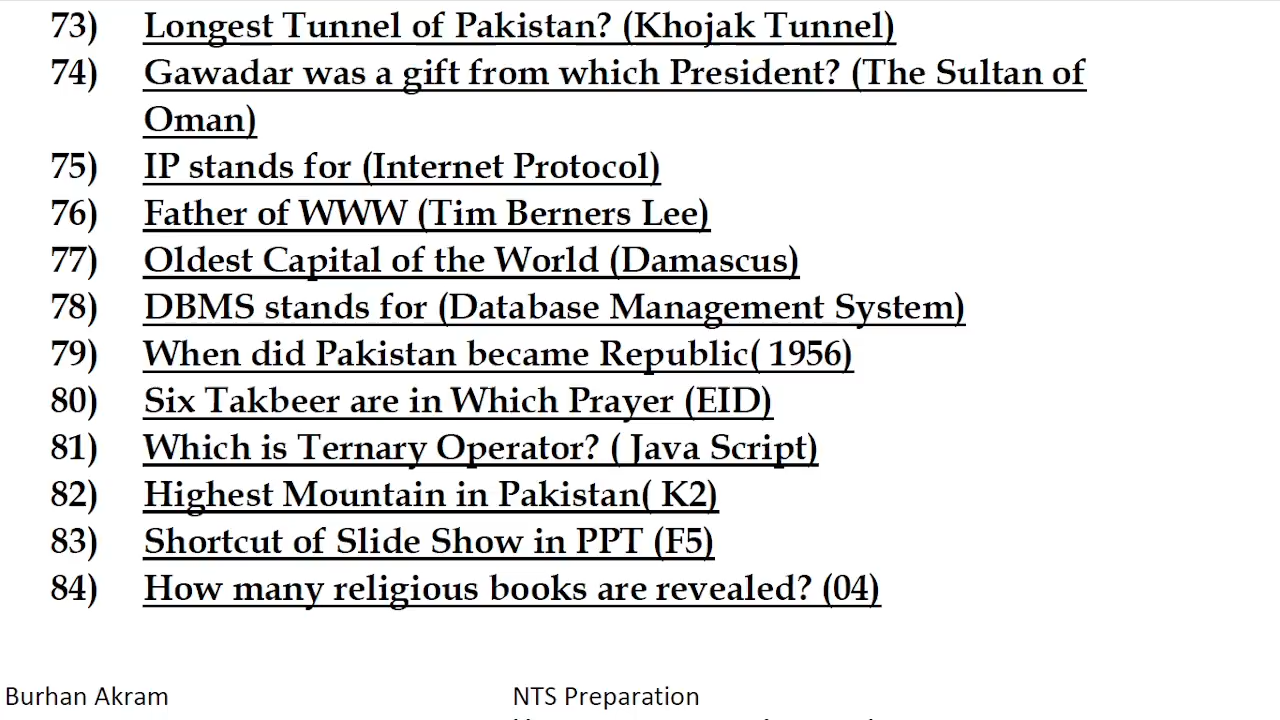 73) Longest Tunnel of Pakistan? (Khojak Tunnel)
74) Gawadar was a gift from which President? (The Sultan of
Oman)
75) IP stands for (Internet Protocol)
76) Father of WWW (Tim Berners Lee)
77) Oldest Capital of the World (Damascus)
78) DBMS stands for (Database Management System)
79) When did Pakistan became Republic( 1956)
80) Six Takbeer are in Which Prayer (EID)
81) Which is Ternary Operator? ( Java Script)
82) Highest Mountain in Pakistan( K2)
83) Shortcut of Slide Show in PPT (F5)
84) How many religious books are revealed? (04)
Burhan Akram NTS Preparation